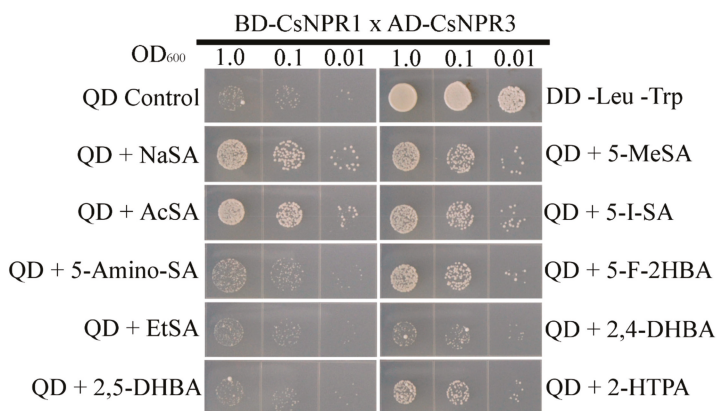 BD-CsNPR1 x AD-CsNPR3
OD₆₀₀ 1.0 0.1 0.01 1.0 0.1 0.01
QD Control DD -Leu -Trp
QD + NaSA QD + 5-MeSA
QD + AcSA QD + 5-I-SA
QD + 5-Amino-SA QD + 5-F-2HBA
QD + EtSA QD + 2,4-DHBA
QD + 2,5-DHBA QD + 2-HTPA